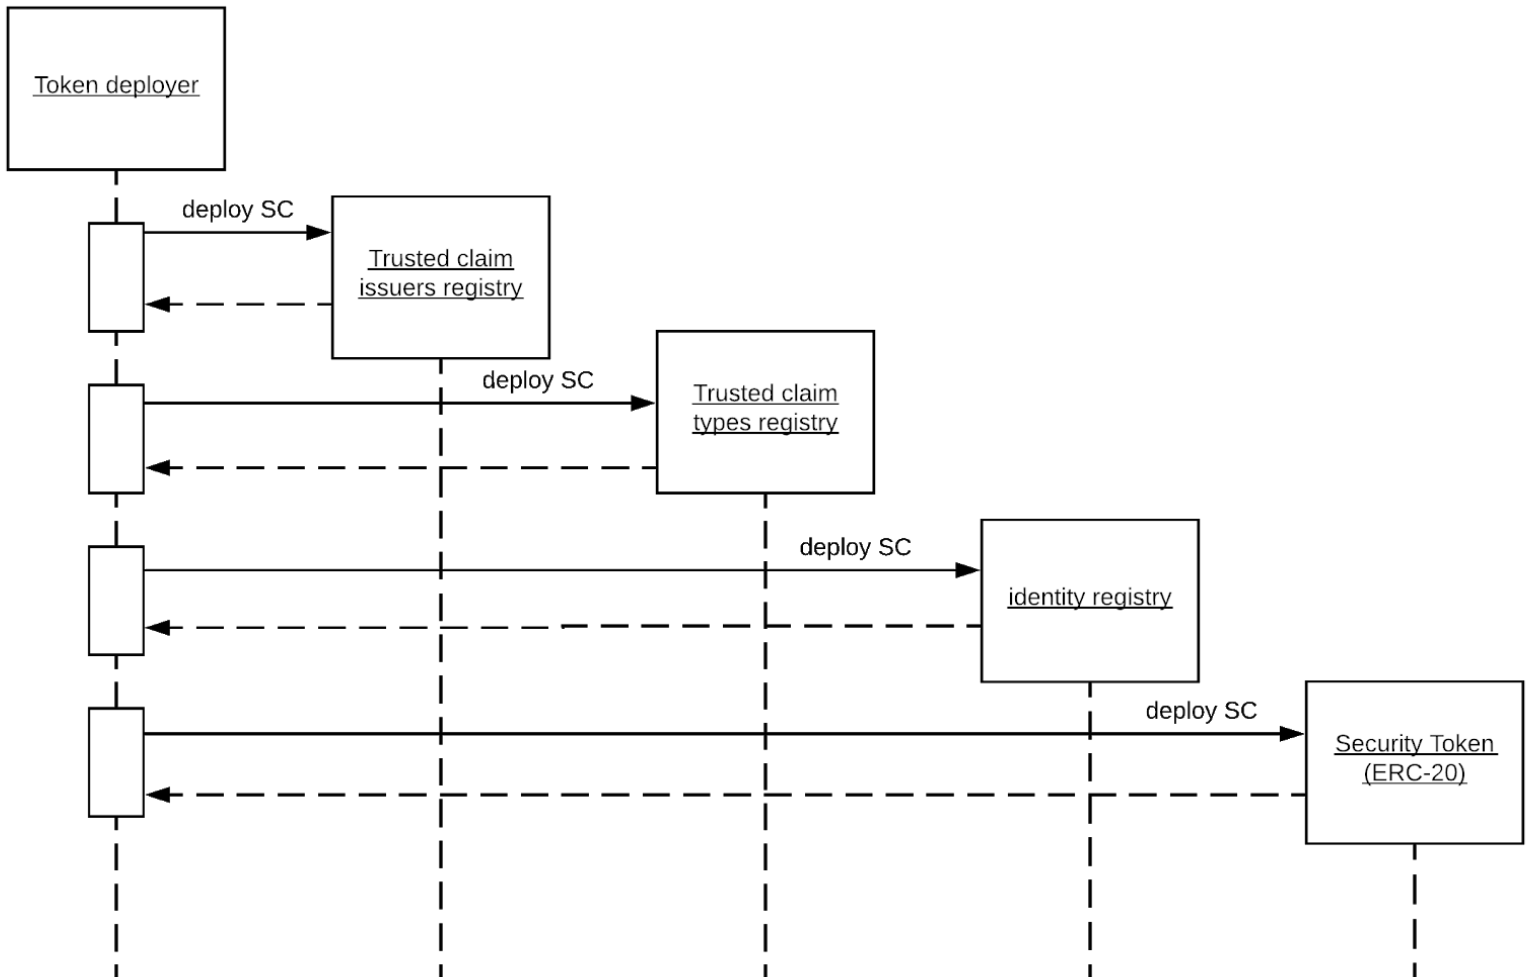 Token deployer
deploy SC
Trusted claim
issuers registry
deploy SC
Trusted claim
types registry
deploy SC
identity registry
deploy SC
Security Token
(ERC-20)